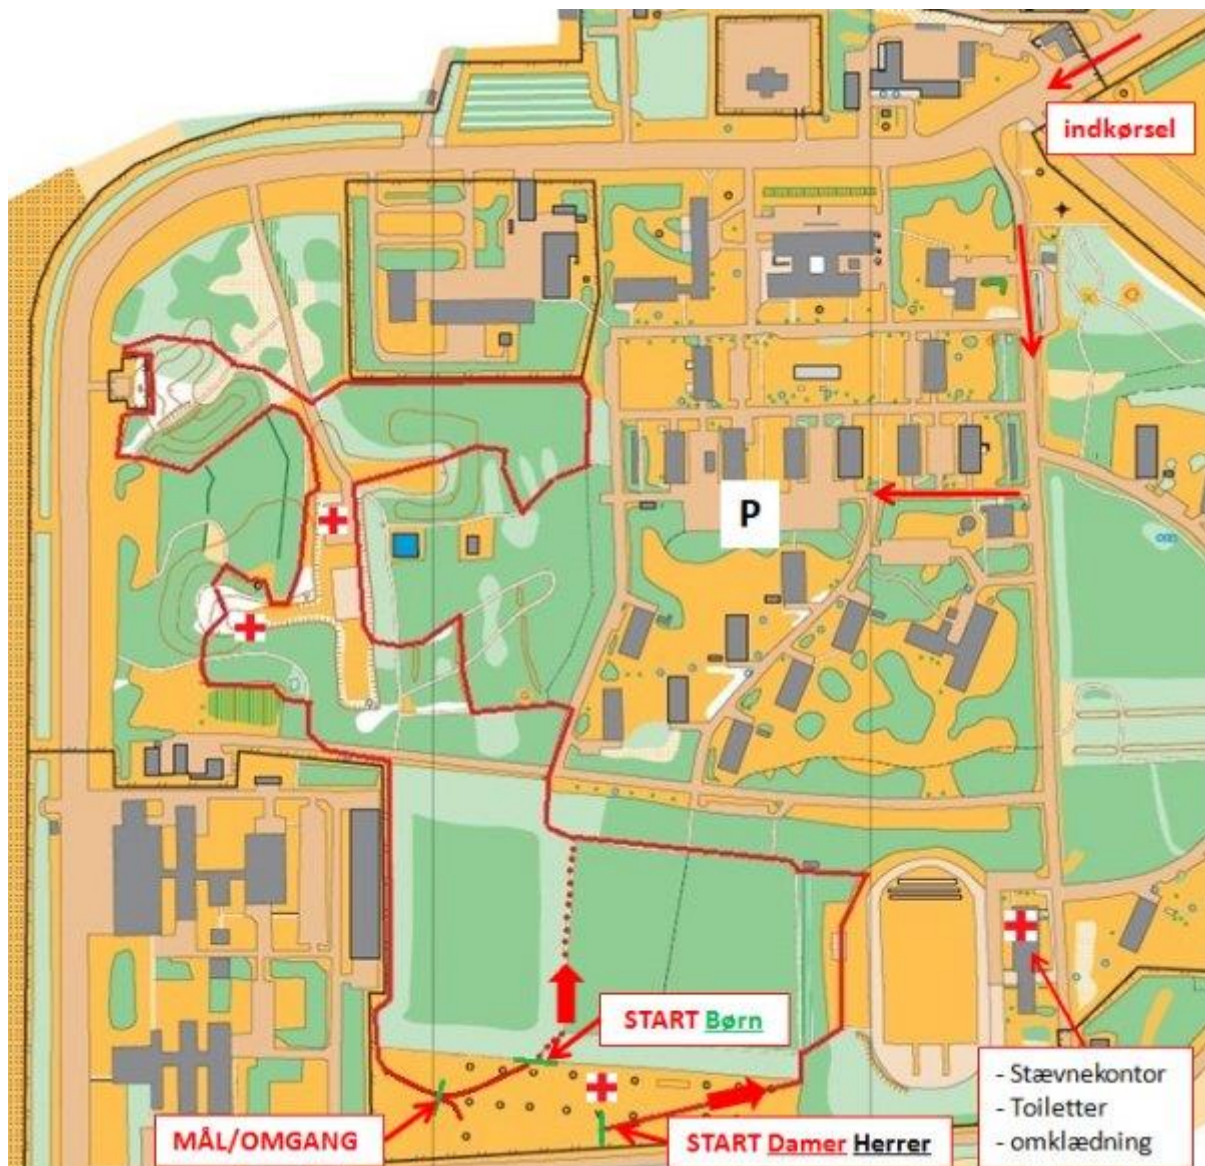 indkørsel
P
START Børn
MÅL/OMGANG
START Damer Herrer
- Stævnekontor
- Toiletter
- omklædning